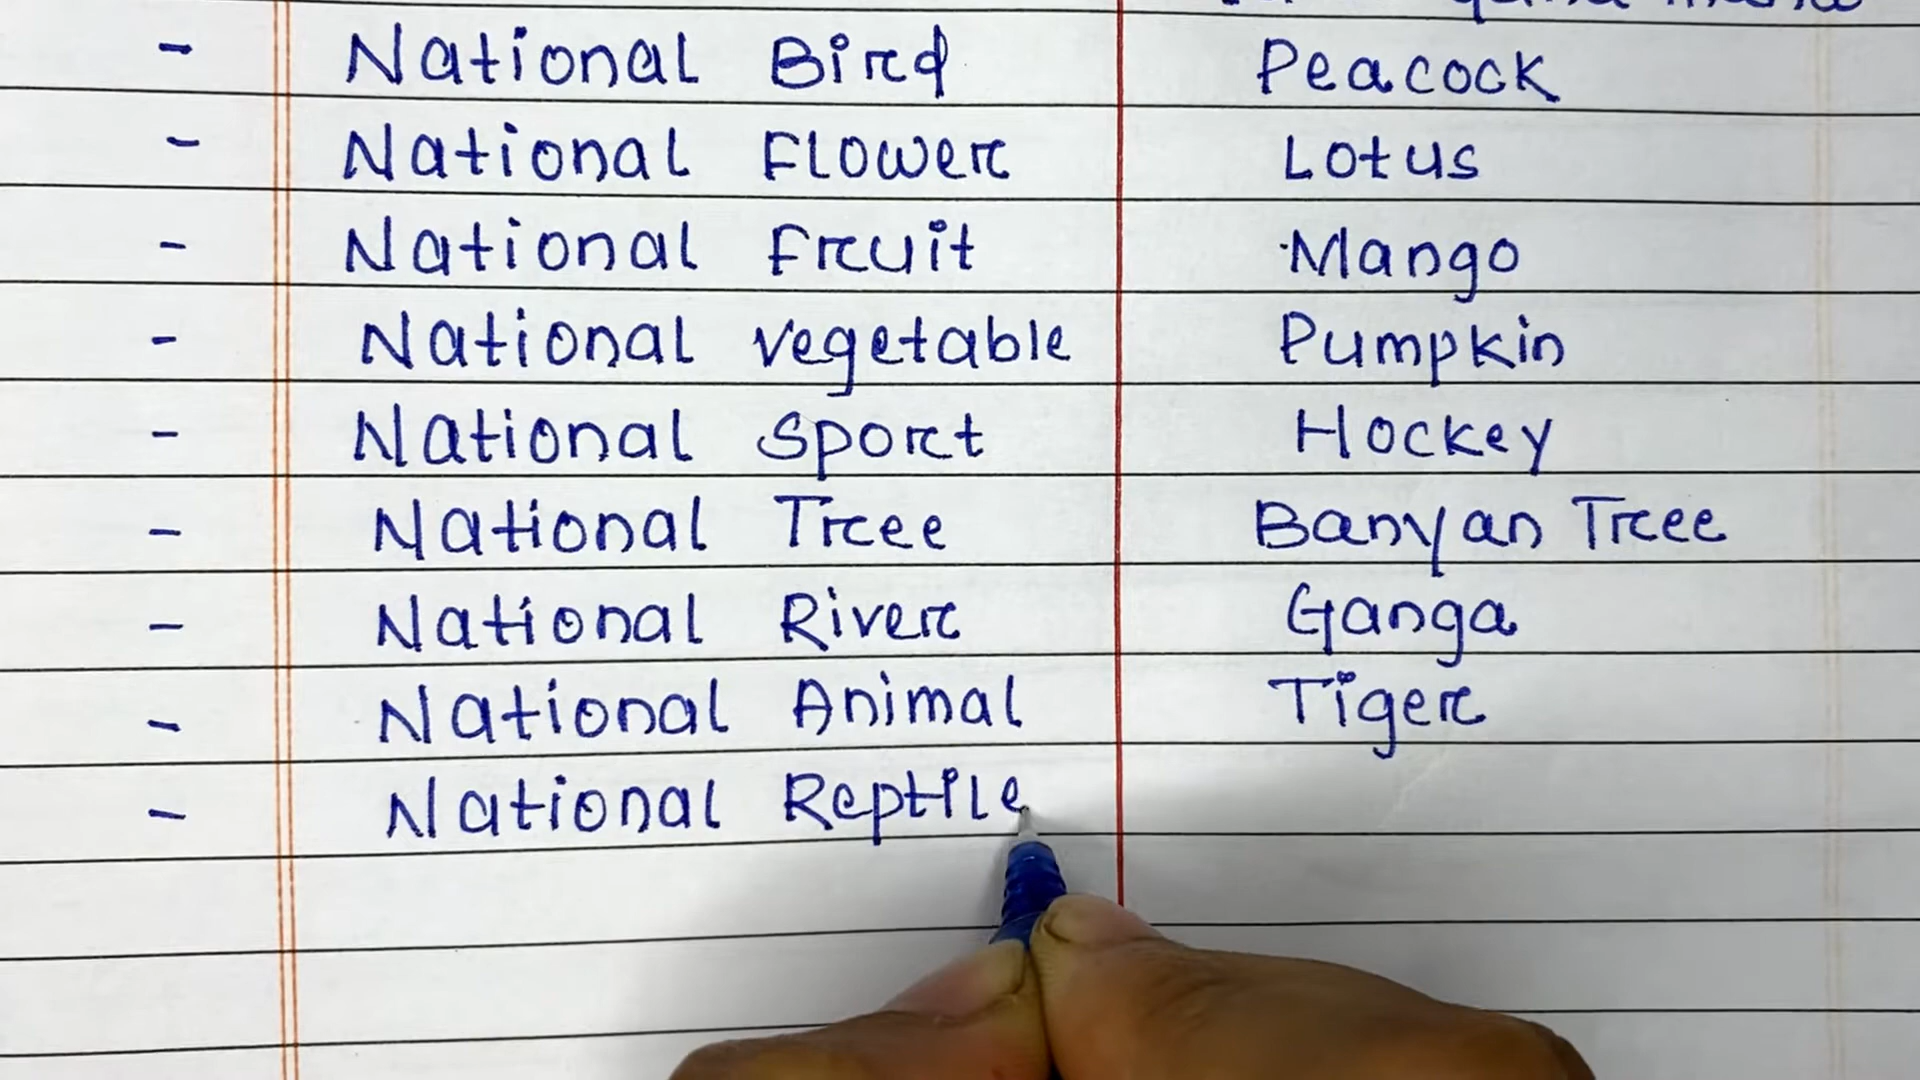 - National Bird Peacock
- National Flower Lotus
- National Fruit Mango
- National vegetable Pumpkin
- National Sport Hockey
- National Tree Banyan Tree
- National River Ganga
- National Animal Tiger
- National Reptile